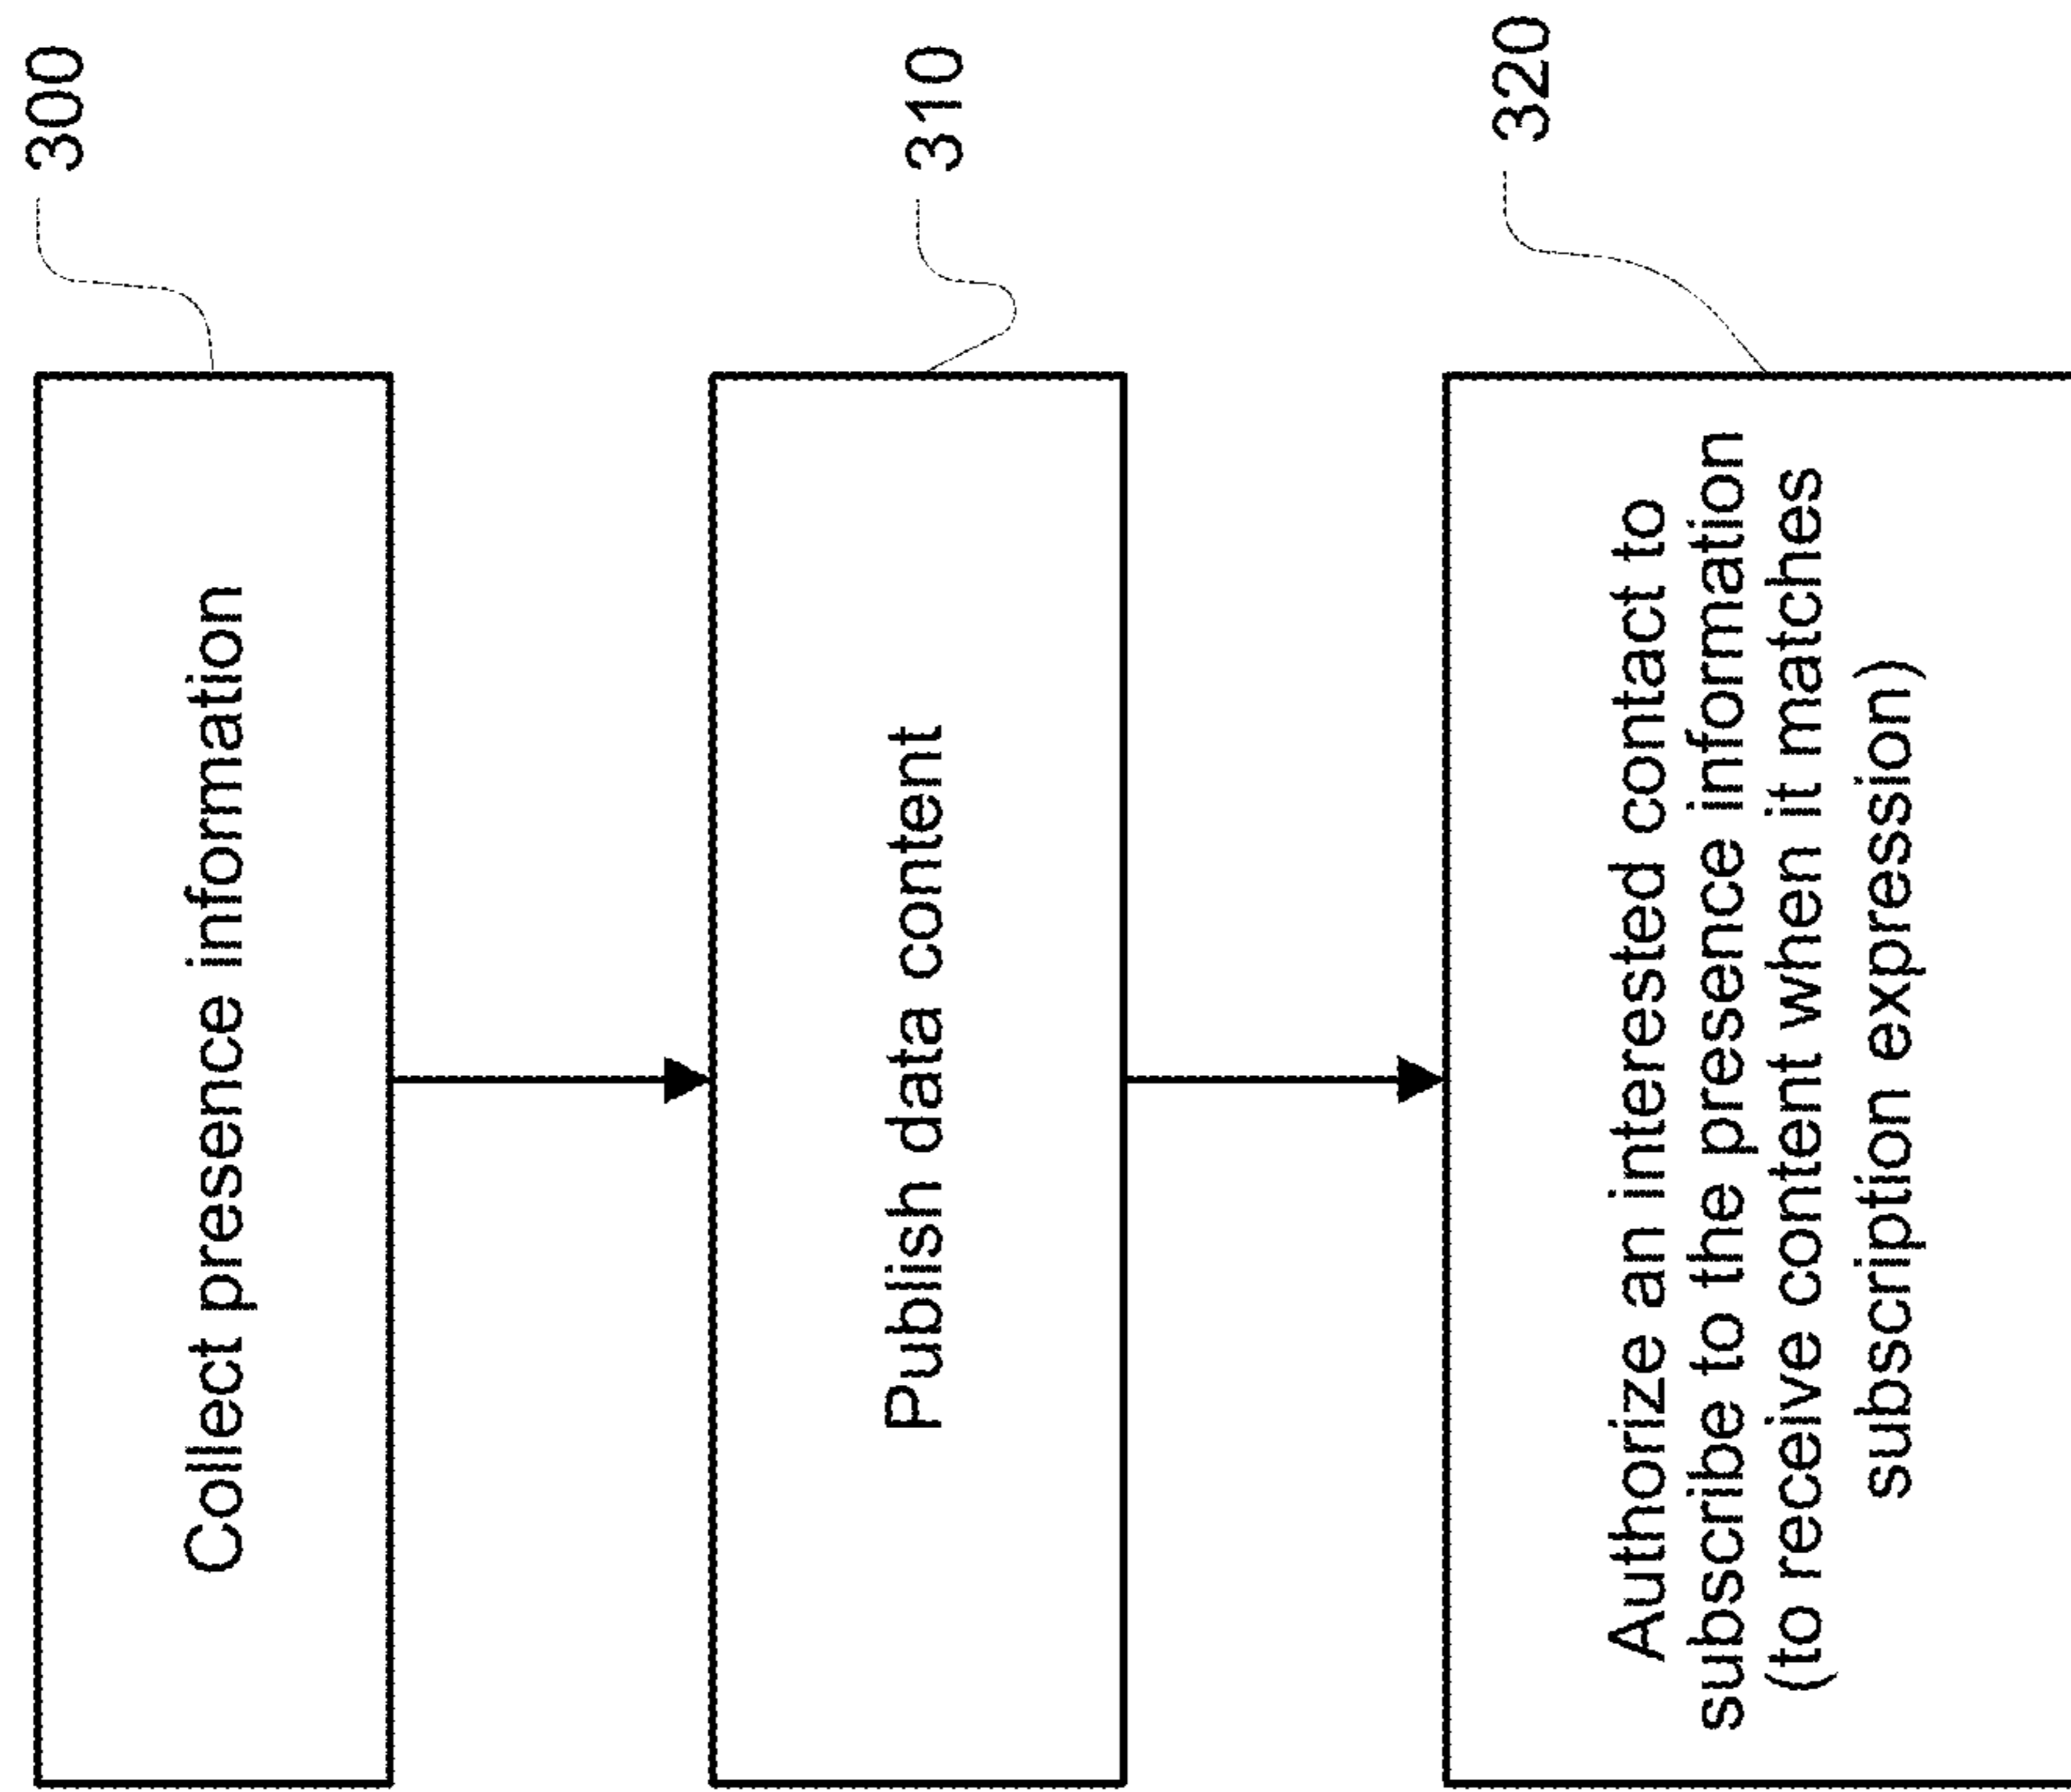 300
Collect presence information
310
Publish data content
320
Authorize an interested contact to
subscribe to the presence information
(to receive content when it matches
subscription expression)